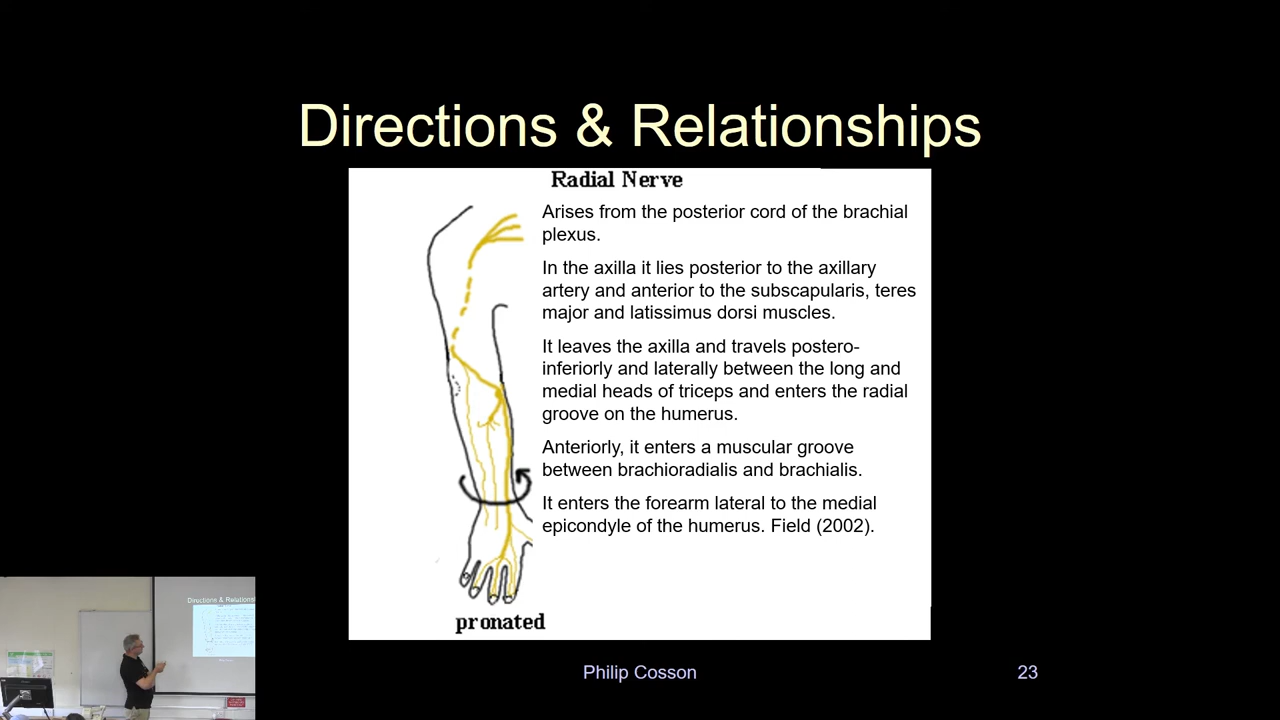 Directions & Relationships
Radial Nerve
Arises from the posterior cord of the brachial
plexus.
In the axilla it lies posterior to the axillary
artery and anterior to the subscapularis, teres
major and latissimus dorsi muscles.
It leaves the axilla and travels postero-
inferiorly and laterally between the long and
medial heads of triceps and enters the radial
groove on the humerus.
Anteriorly, it enters a muscular groove
between brachioradialis and brachialis.
It enters the forearm lateral to the medial
epicondyle of the humerus. Field (2002).
pronated
Directions & Relationsh
Philip Cosson
23